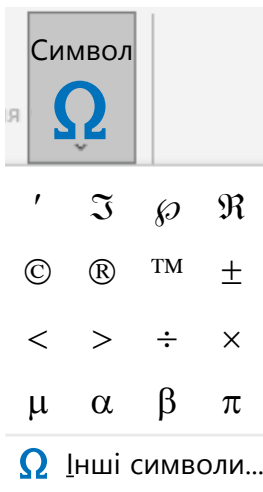 Символ
Ω
я
′ ℑ ℘ ℜ
© ® ™ ±
< > ÷ ×
μ α β π
Ω Інші символи...